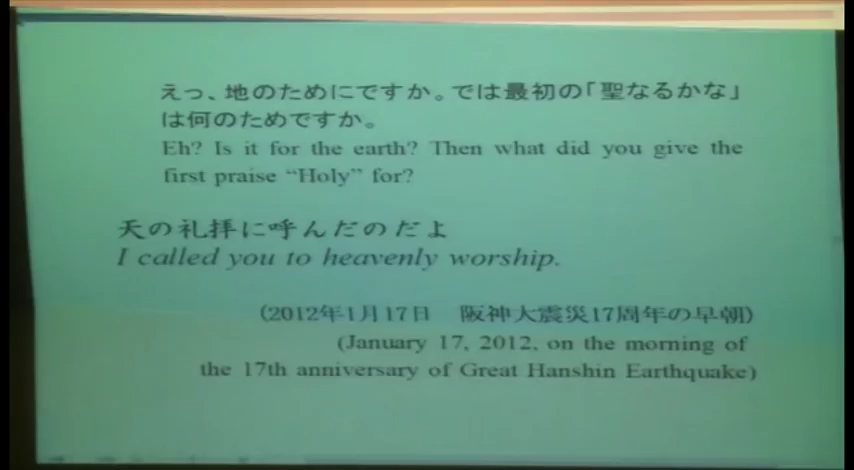 えっ、地のためにですか。では最初の「聖なるかな」
は何のためですか。
Eh? Is it for the earth? Then what did you give the
first praise “Holy” for?
天の礼拝に呼んだのだよ
I called you to heavenly worship.
(2012年1月17日　阪神大震災17周年の早朝)
(January 17, 2012, on the morning of
the 17th anniversary of Great Hanshin Earthquake)